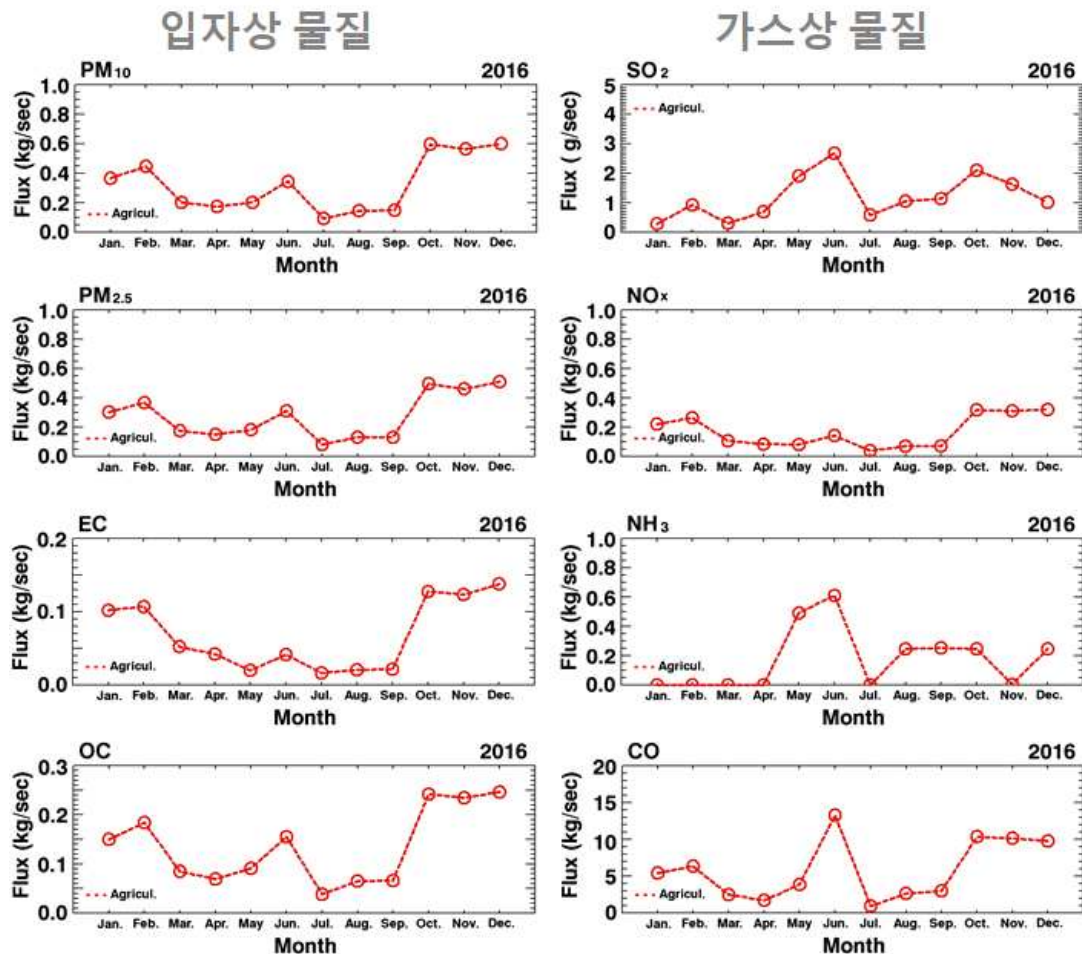 입자상 물질
PM10 2016
Flux (kg/sec)
1.0
0.8
0.6
0.4
0.2
0.0
Agricul.
Jan. Feb. Mar. Apr. May Jun. Jul. Aug. Sep. Oct. Nov. Dec.
Month
PM2.5 2016
Flux (kg/sec)
1.0
0.8
0.6
0.4
0.2
0.0
Agricul.
Jan. Feb. Mar. Apr. May Jun. Jul. Aug. Sep. Oct. Nov. Dec.
Month
EC 2016
Flux (kg/sec)
0.2
0.1
0.0
Agricul.
Jan. Feb. Mar. Apr. May Jun. Jul. Aug. Sep. Oct. Nov. Dec.
Month
OC 2016
Flux (kg/sec)
0.3
0.2
0.1
0.0
Agricul.
Jan. Feb. Mar. Apr. May Jun. Jul. Aug. Sep. Oct. Nov. Dec.
Month
가스상 물질
SO2 2016
Flux ( g/sec)
5
4
3
2
1
0
Agricul.
Jan. Feb. Mar. Apr. May Jun. Jul. Aug. Sep. Oct. Nov. Dec.
Month
NOx 2016
Flux (kg/sec)
1.0
0.8
0.6
0.4
0.2
0.0
Agricul.
Jan. Feb. Mar. Apr. May Jun. Jul. Aug. Sep. Oct. Nov. Dec.
Month
NH3 2016
Flux (kg/sec)
1.0
0.8
0.6
0.4
0.2
0.0
Agricul.
Jan. Feb. Mar. Apr. May Jun. Jul. Aug. Sep. Oct. Nov. Dec.
Month
CO 2016
Flux (kg/sec)
20
15
10
5
0
Agricul.
Jan. Feb. Mar. Apr. May Jun. Jul. Aug. Sep. Oct. Nov. Dec.
Month